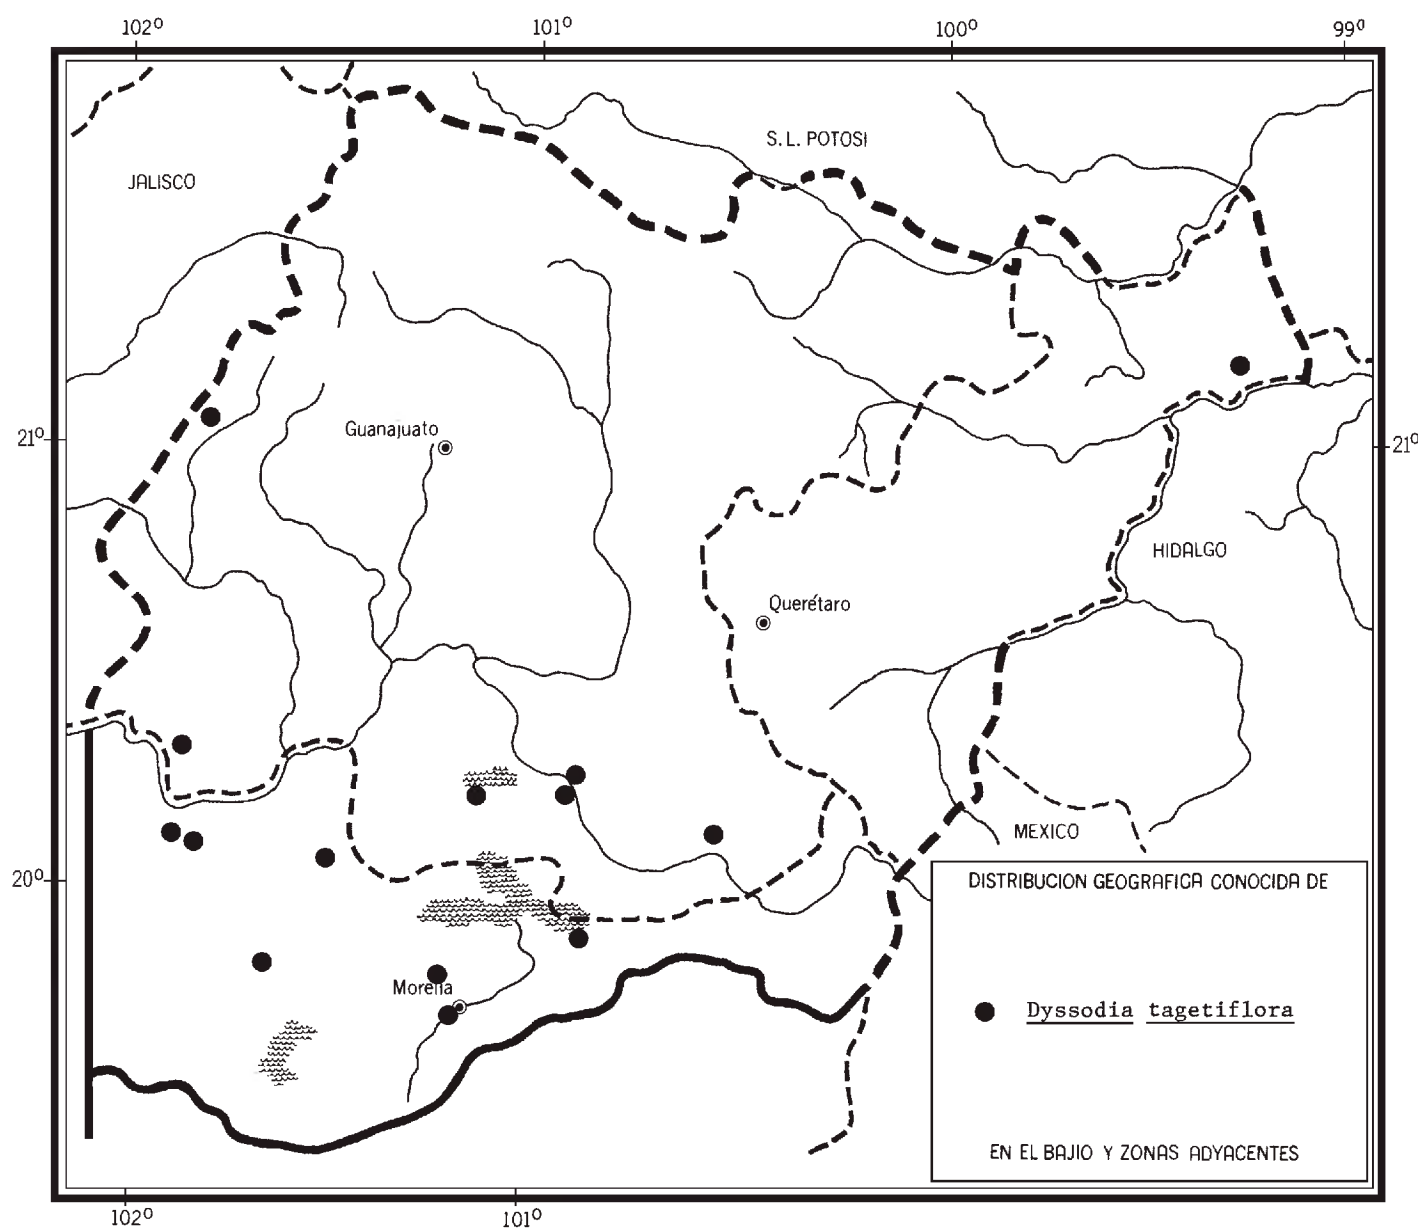 102º 101º 100º 99º
S.L. POTOSI
JALISCO
Guanajuato
21º 21º
HIDALGO
Querétaro
MEXICO
20º
DISTRIBUCION GEOGRAFICA CONOCIDA DE
Morelia
Dyssodia tagetiflora
EN EL BAJIO Y ZONAS ADYACENTES
102º 101º